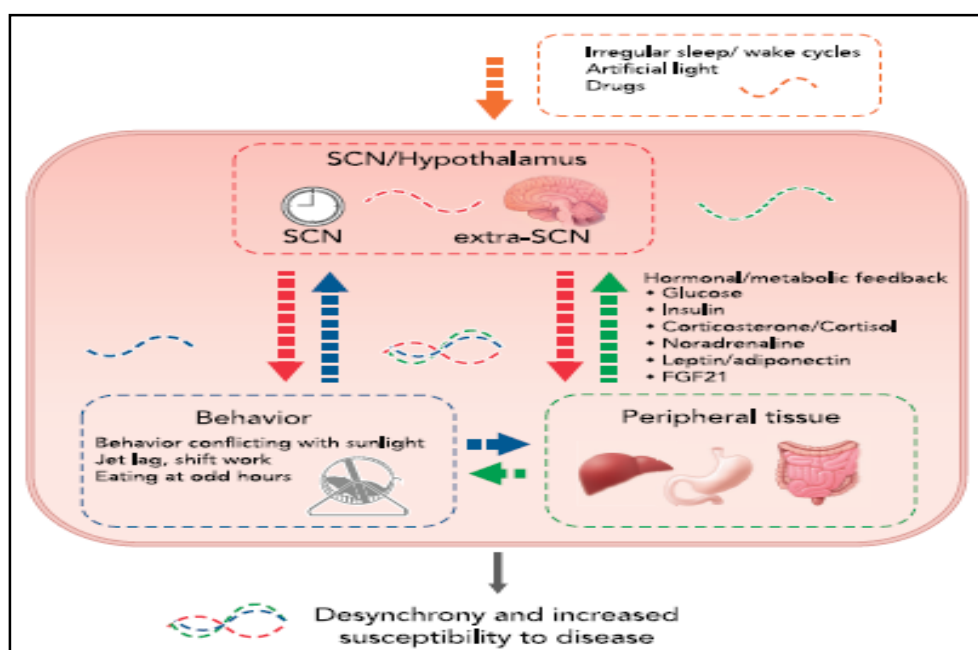 Irregular sleep/ wake cycles
Artificial light
Drugs
SCN/Hypothalamus
SCN
extra-SCN
Hormonal/metabolic feedback
• Glucose
• Insulin
• Corticosterone/Cortisol
• Noradrenaline
• Leptin/adiponectin
• FGF21
Behavior
Behavior conflicting with sunlight
Jet lag, shift work
Eating at odd hours
Peripheral tissue
Desynchrony and increased
susceptibility to disease